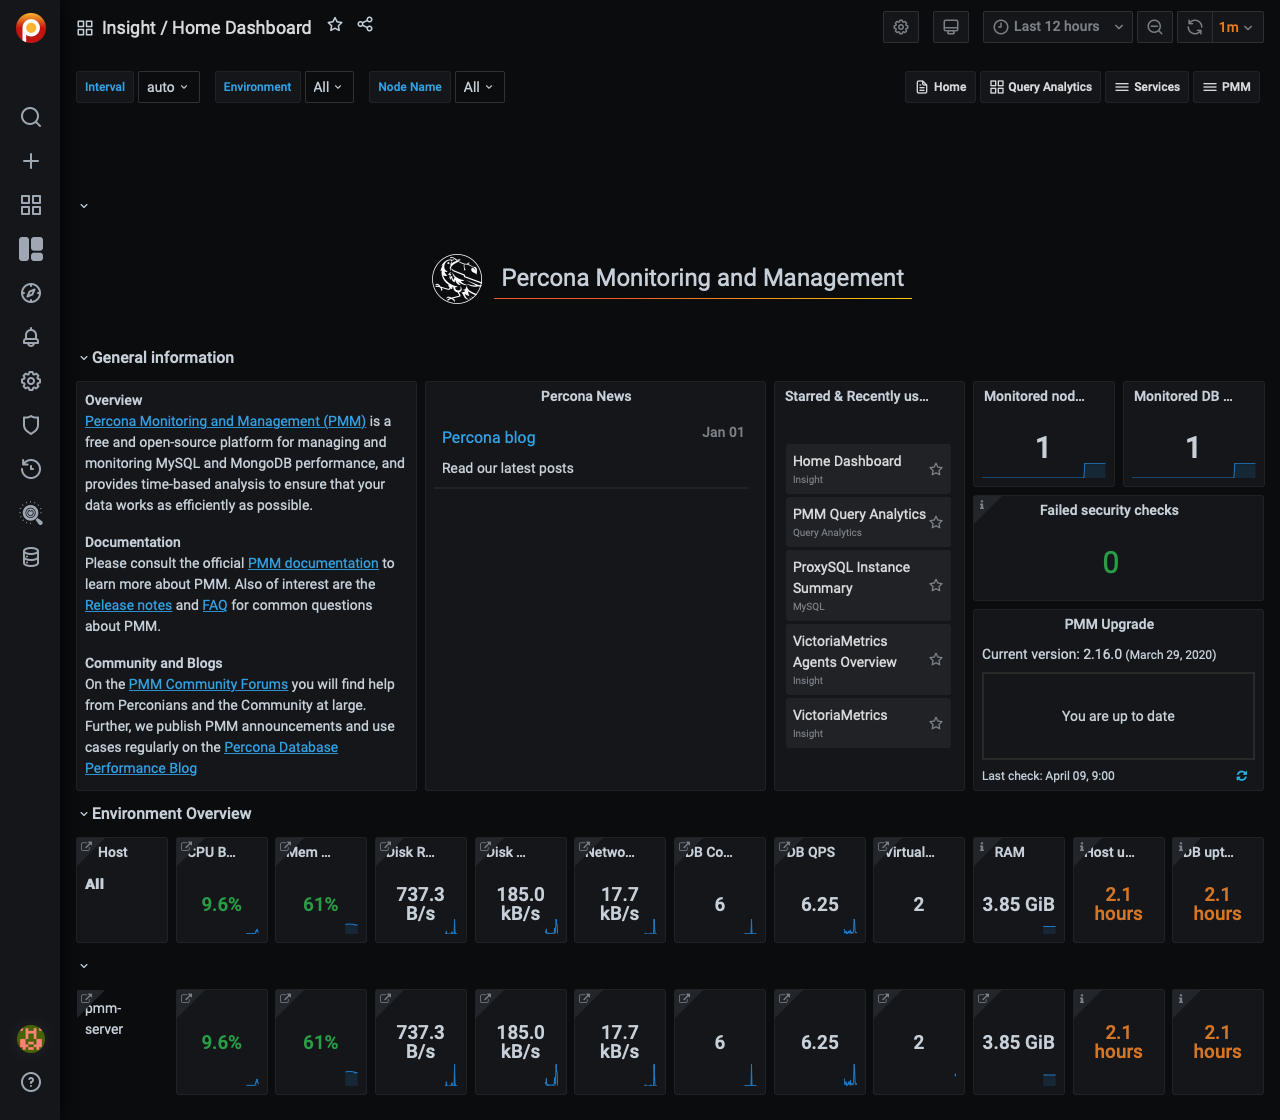 Insight / Home Dashboard
Last 12 hours
1m
Interval
auto
Environment
All
Node Name
All
Home
Query Analytics
Services
PMM
Percona Monitoring and Management
General information
Overview
Percona Monitoring and Management (PMM) is a
free and open-source platform for managing and
monitoring MySQL and MongoDB performance, and
provides time-based analysis to ensure that your
data works as efficiently as possible.
Documentation
Please consult the official PMM documentation to
learn more about PMM. Also of interest are the
Release notes and FAQ for common questions
about PMM.
Community and Blogs
On the PMM Community Forums you will find help
from Perconians and the Community at large.
Further, we publish PMM announcements and use
cases regularly on the Percona Database
Performance Blog
Percona News
Percona blog
Jan 01
Read our latest posts
Starred & Recently us...
Home Dashboard
Insight
PMM Query Analytics
Query Analytics
ProxySQL Instance
Summary
MySQL
VictoriaMetrics
Agents Overview
Insight
VictoriaMetrics
Insight
Monitored nod...
1
Monitored DB ...
1
Failed security checks
0
PMM Upgrade
Current version: 2.16.0 (March 29, 2020)
You are up to date
Last check: April 09, 9:00
Environment Overview
Host
All
CPU B...
9.6%
Mem ...
61%
Disk R...
737.3
B/s
Disk ...
185.0
kB/s
Netwo...
17.7
kB/s
DB Co...
6
DB QPS
6.25
Virtual...
2
RAM
3.85 GiB
Host u...
2.1
hours
DB upt...
2.1
hours
pmm-
server
9.6%
61%
737.3
B/s
185.0
kB/s
17.7
kB/s
6
6.25
2
3.85 GiB
2.1
hours
2.1
hours